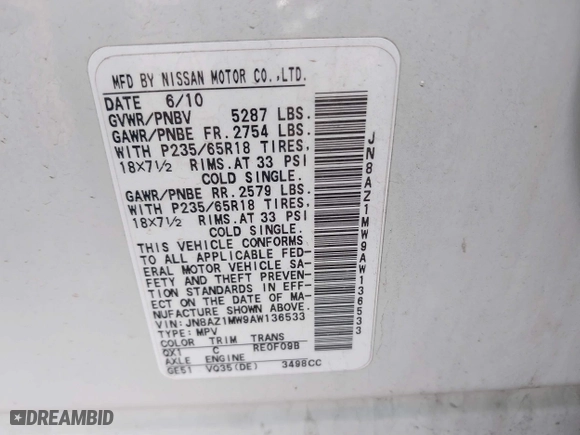 MFD BY NISSAN MOTOR CO.,LTD.
DATE 6/10
GVWR/PNBV 5287 LBS.
GAWR/PNBE FR. 2754 LBS.
WITH P235/65R18 TIRES,
18X7½ RIMS. AT 33 PSI
COLD SINGLE.
GAWR/PNBE RR. 2579 LBS.
WITH P235/65R18 TIRES,
18X7½ RIMS. AT 33 PSI
COLD SINGLE.
THIS VEHICLE CONFORMS
TO ALL APPLICABLE FED-
ERAL MOTOR VEHICLE SA-
FETY AND THEFT PREVEN-
TION STANDARDS IN EFF-
ECT ON THE DATE OF MA-
NUFACTURE SHOWN ABOVE.
VIN:JN8AZ1MW9AW136533
TYPE:MPV
COLOR TRIM TRANS
QX1 C RE0F09B
AXLE ENGINE
GE51 VQ35(DE) 3498CC
JN8AZ1MW9AW136533
DREAMBID